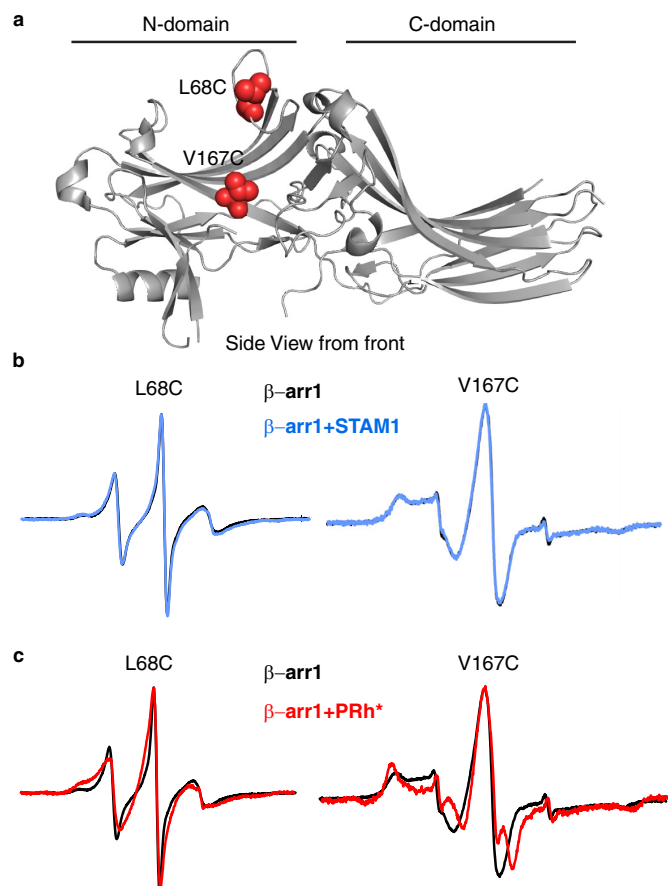 a
N-domain C-domain
L68C
V167C
Side View from front
b
L68C V167C
β–arr1
β–arr1+STAM1
c
L68C V167C
β–arr1
β–arr1+PRh*